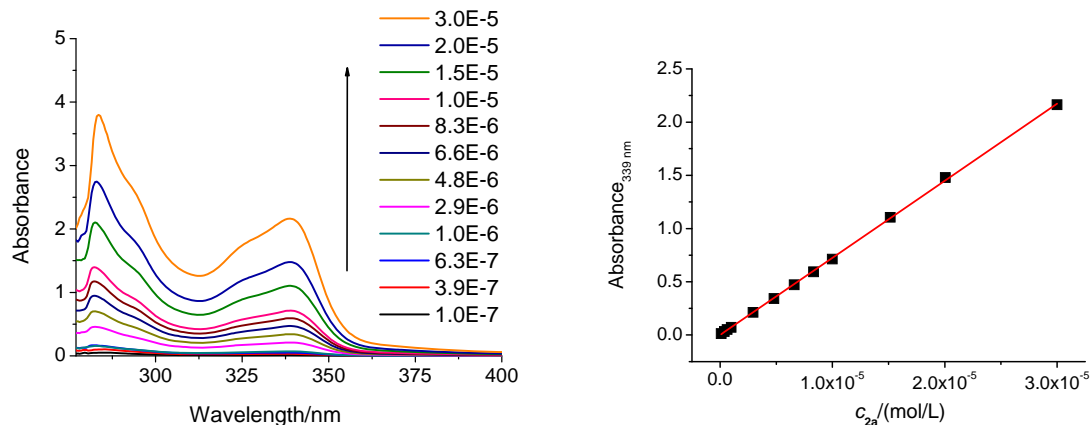 5
4
3
2
1
0
Absorbance
300
325
350
375
400
Wavelength/nm
3.0E-5
2.0E-5
1.5E-5
1.0E-5
8.3E-6
6.6E-6
4.8E-6
2.9E-6
1.0E-6
6.3E-7
3.9E-7
1.0E-7
2.5
2.0
1.5
1.0
0.5
0.0
Absorbance339 nm
0.0
1.0x10-5
2.0x10-5
3.0x10-5
c2a/(mol/L)